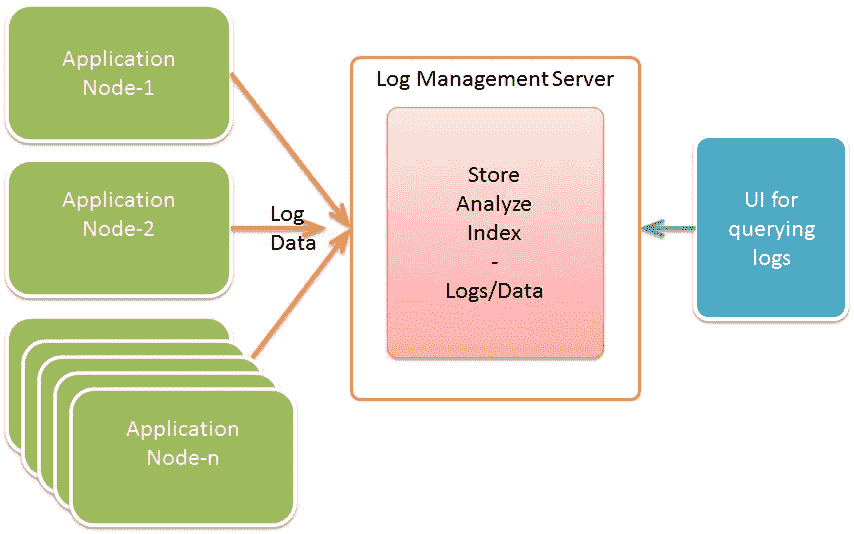 Application
Node-1
Application
Node-2
Log
Data
Application
Node-n
Log Management Server
Store
Analyze
Index
-
Logs/Data
UI for
querying
logs